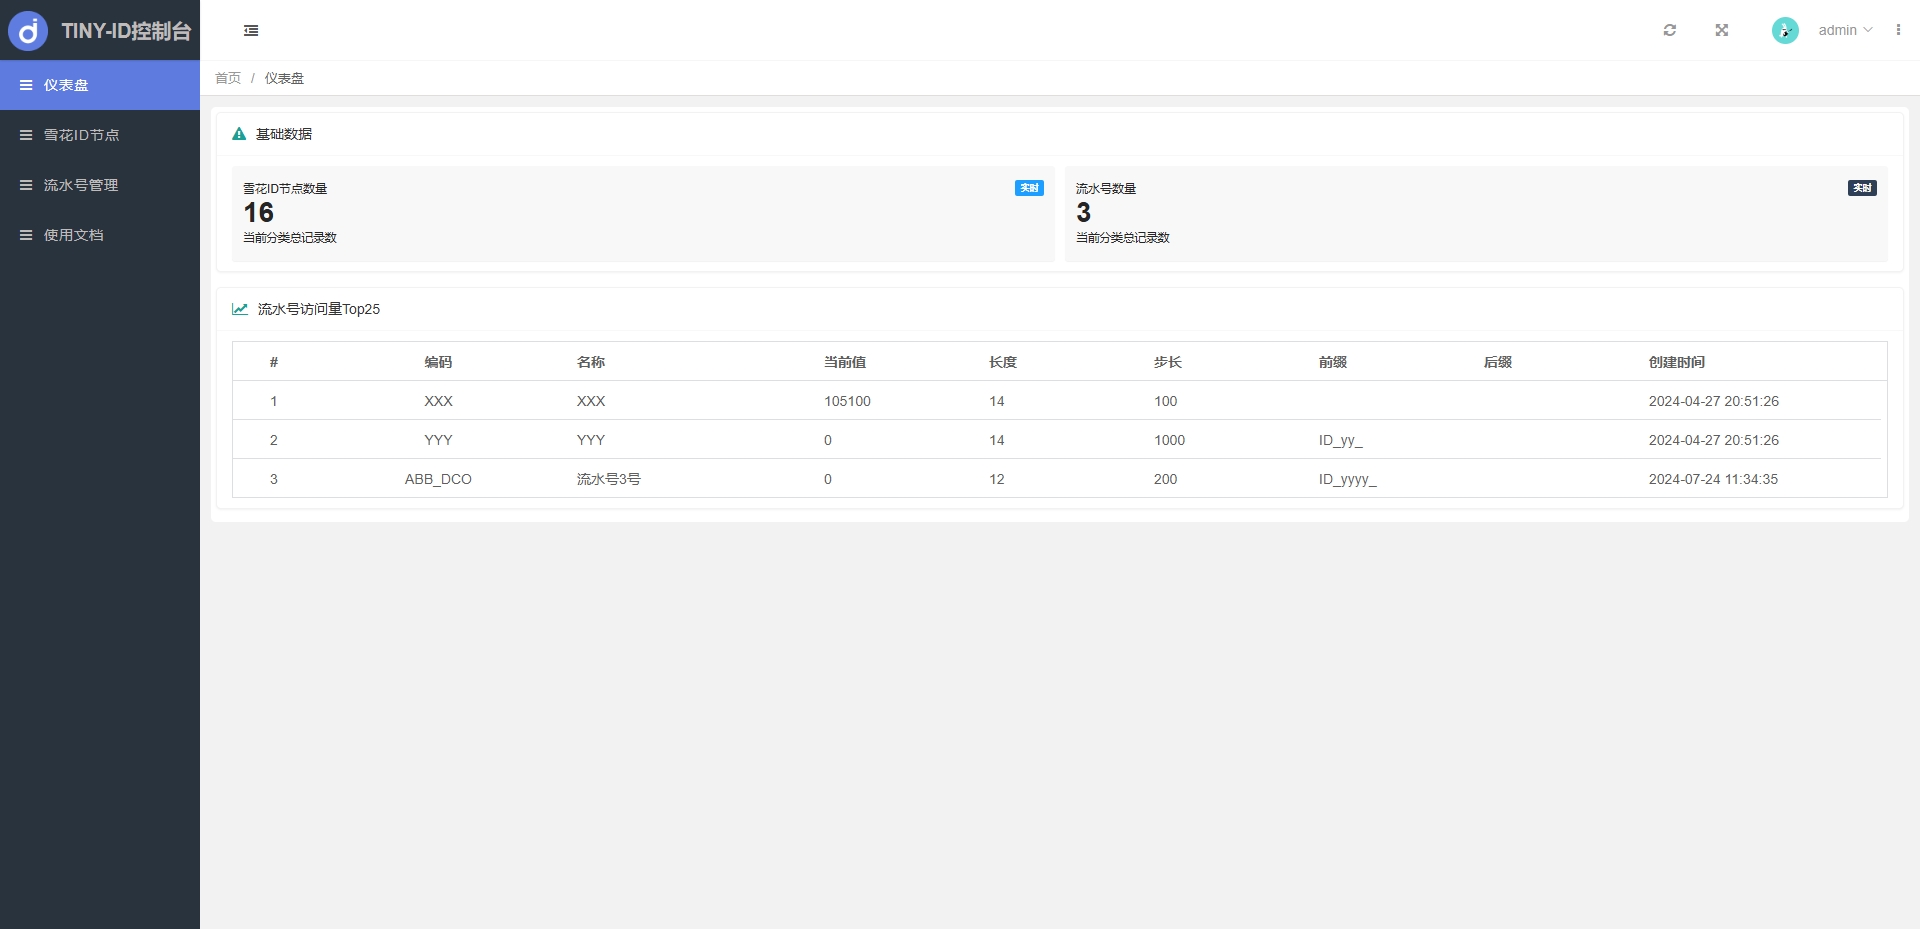 TINY-ID控制台
admin
仪表盘
雪花ID节点
流水号管理
使用文档
首页 / 仪表盘
基础数据
雪花ID节点数量 实时
16
当前分类总记录数
流水号数量 实时
3
当前分类总记录数
流水号访问量Top25
# 编码 名称 当前值 长度 步长 前缀 后缀 创建时间
1 XXX XXX 105100 14 100 2024-04-27 20:51:26
2 YYY YYY 0 14 1000 ID_yy_ 2024-04-27 20:51:26
3 ABB_DCO 流水号3号 0 12 200 ID_yyyy_ 2024-07-24 11:34:35